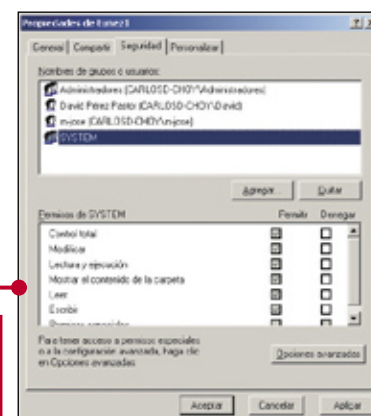 Propiedades de tunez1
General Compartir Seguridad Personalizar
Nombres de grupos o usuarios:
Administradores (CARLOSD-CHOY\Administradores)
David Pérez Pastor (CARLOSD-CHOY\David)
m-jose (CARLOSD-CHOY\m-jose)
SYSTEM
Agregar... Quitar
Permisos de SYSTEM Permitir Denegar
Control total
Modificar
Lectura y ejecución
Mostrar el contenido de la carpeta
Leer
Escribir
Permisos especiales
Para tener acceso a permisos especiales
o a la configuración avanzada, haga clic
en Opciones avanzadas
Opciones avanzadas
Aceptar Cancelar Aplicar